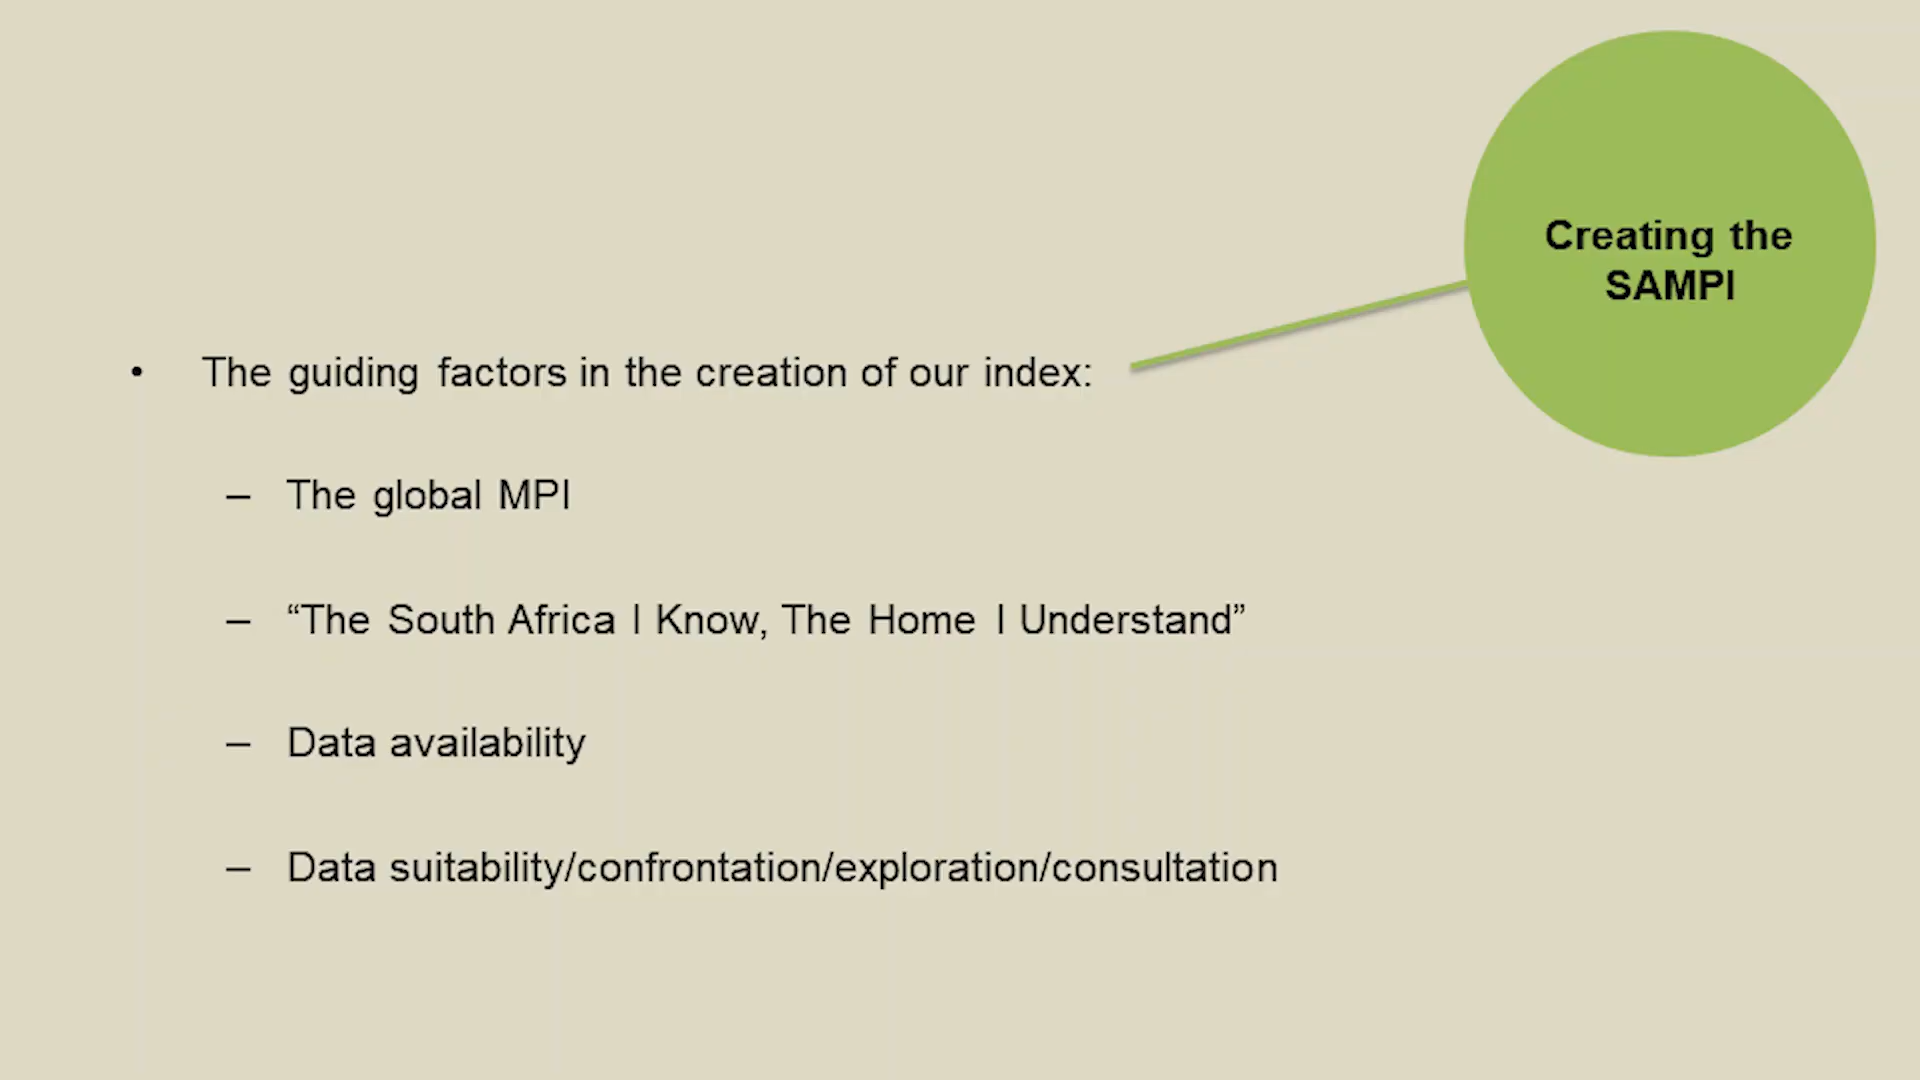 Creating the
SAMPI
• The guiding factors in the creation of our index:
– The global MPI
– “The South Africa I Know, The Home I Understand”
– Data availability
– Data suitability/confrontation/exploration/consultation